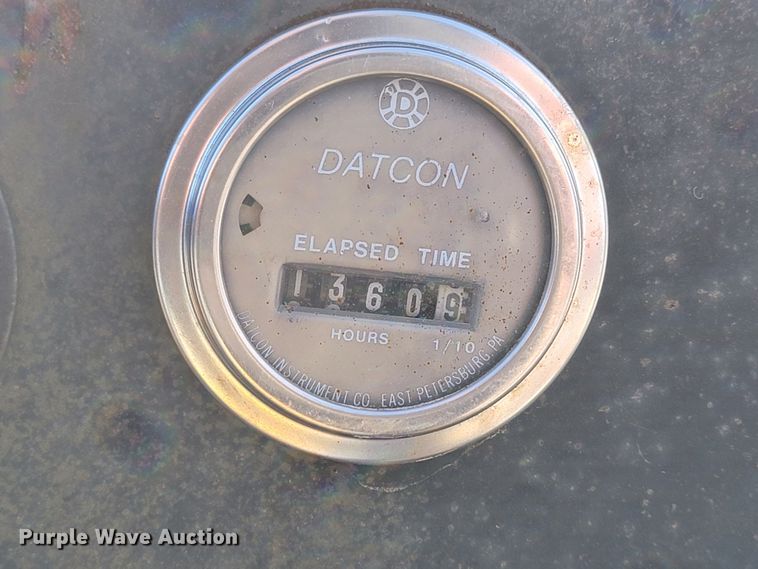 D
DATCON
ELAPSED TIME
13609
HOURS 1/10
DATCON INSTRUMENT CO. EAST PETERSBURG PA
Purple Wave Auction